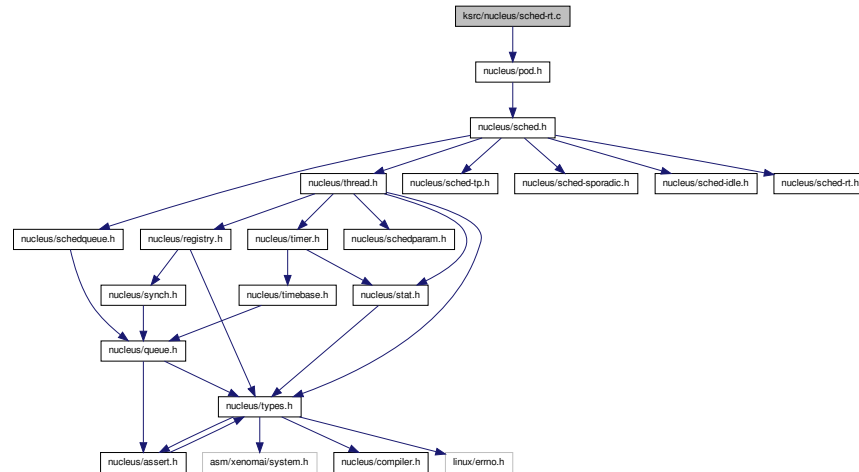 ksrc/nucleus/sched-rt.c
nucleus/pod.h
nucleus/sched.h
nucleus/thread.h
nucleus/sched-tp.h
nucleus/sched-sporadic.h
nucleus/sched-idle.h
nucleus/sched-rt.h
nucleus/schedqueue.h
nucleus/registry.h
nucleus/timer.h
nucleus/schedparam.h
nucleus/synch.h
nucleus/timebase.h
nucleus/stat.h
nucleus/queue.h
nucleus/types.h
nucleus/assert.h
asm/xenomai/system.h
nucleus/compiler.h
linux/errno.h